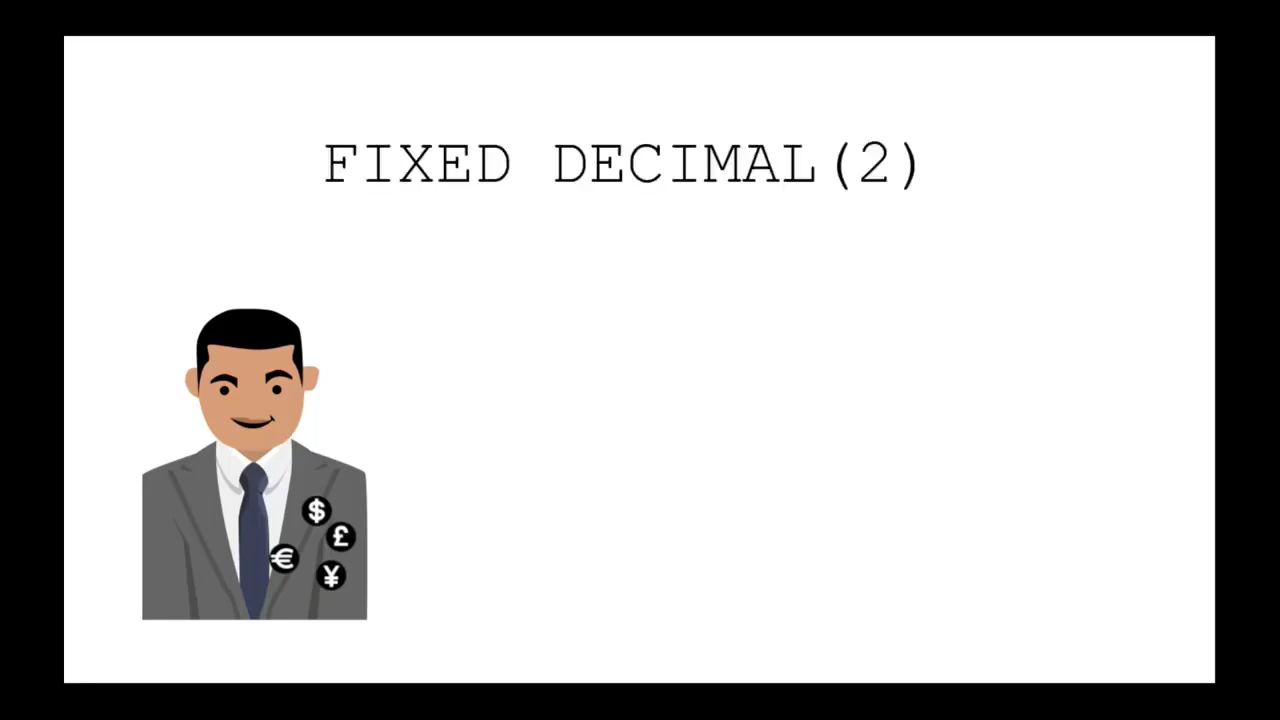 FIXED DECIMAL(2)
$
£
€
¥